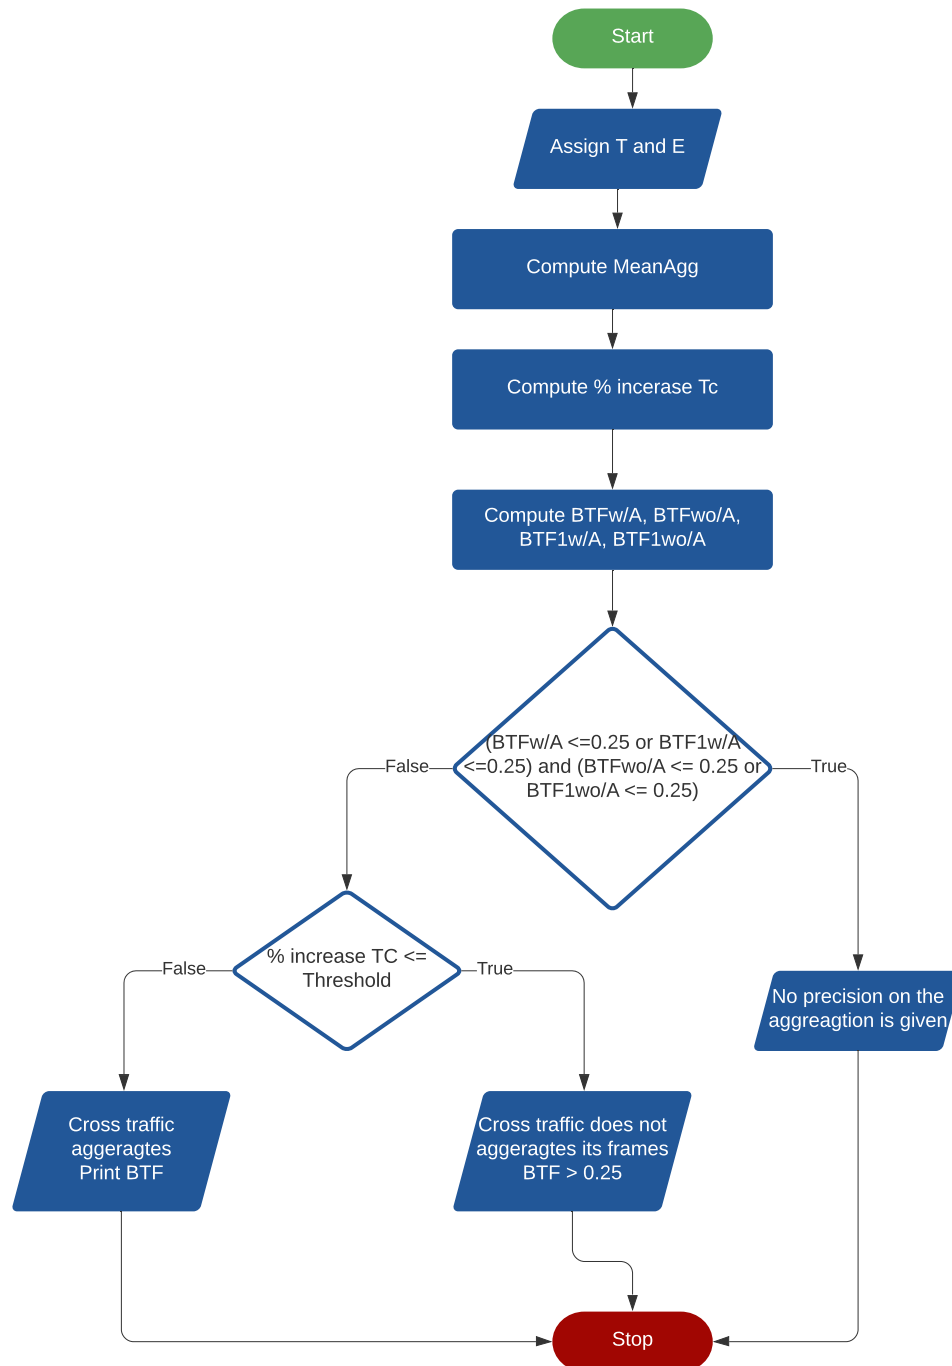 Start
Assign T and E
Compute MeanAgg
Compute % incerase Tc
Compute BTFw/A, BTFwo/A,
BTF1w/A, BTF1wo/A
(BTFw/A <=0.25 or BTF1w/A
<=0.25) and (BTFwo/A <= 0.25 or
BTF1wo/A <= 0.25)
False
True
% increase TC <=
Threshold
False
True
No precision on the
aggreagtion is given/
Cross traffic
aggeragtes
Print BTF
Cross traffic does not
aggeragtes its frames
BTF > 0.25
Stop